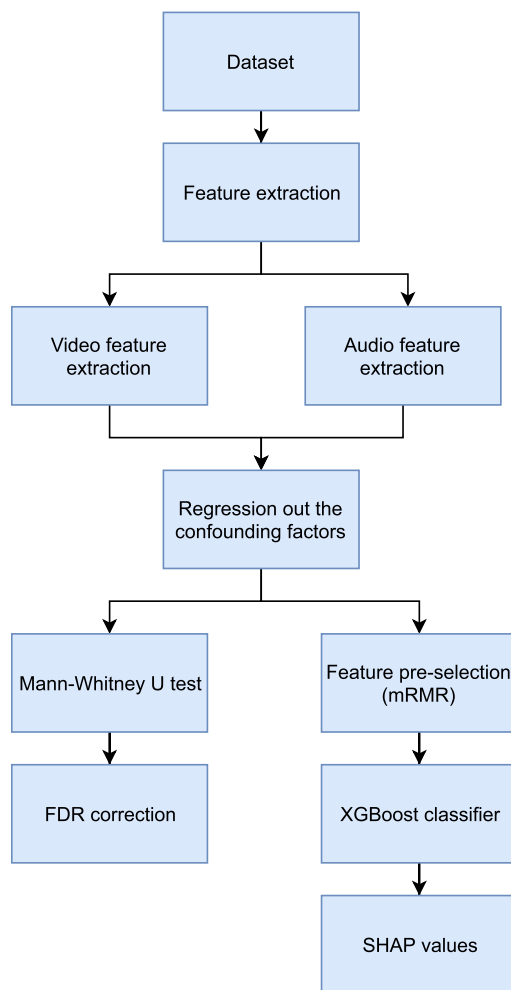 Dataset
Feature extraction
Video feature
extraction
Audio feature
extraction
Regression out the
confounding factors
Mann-Whitney U test
Feature pre-selection
(mRMR)
FDR correction
XGBoost classifier
SHAP values